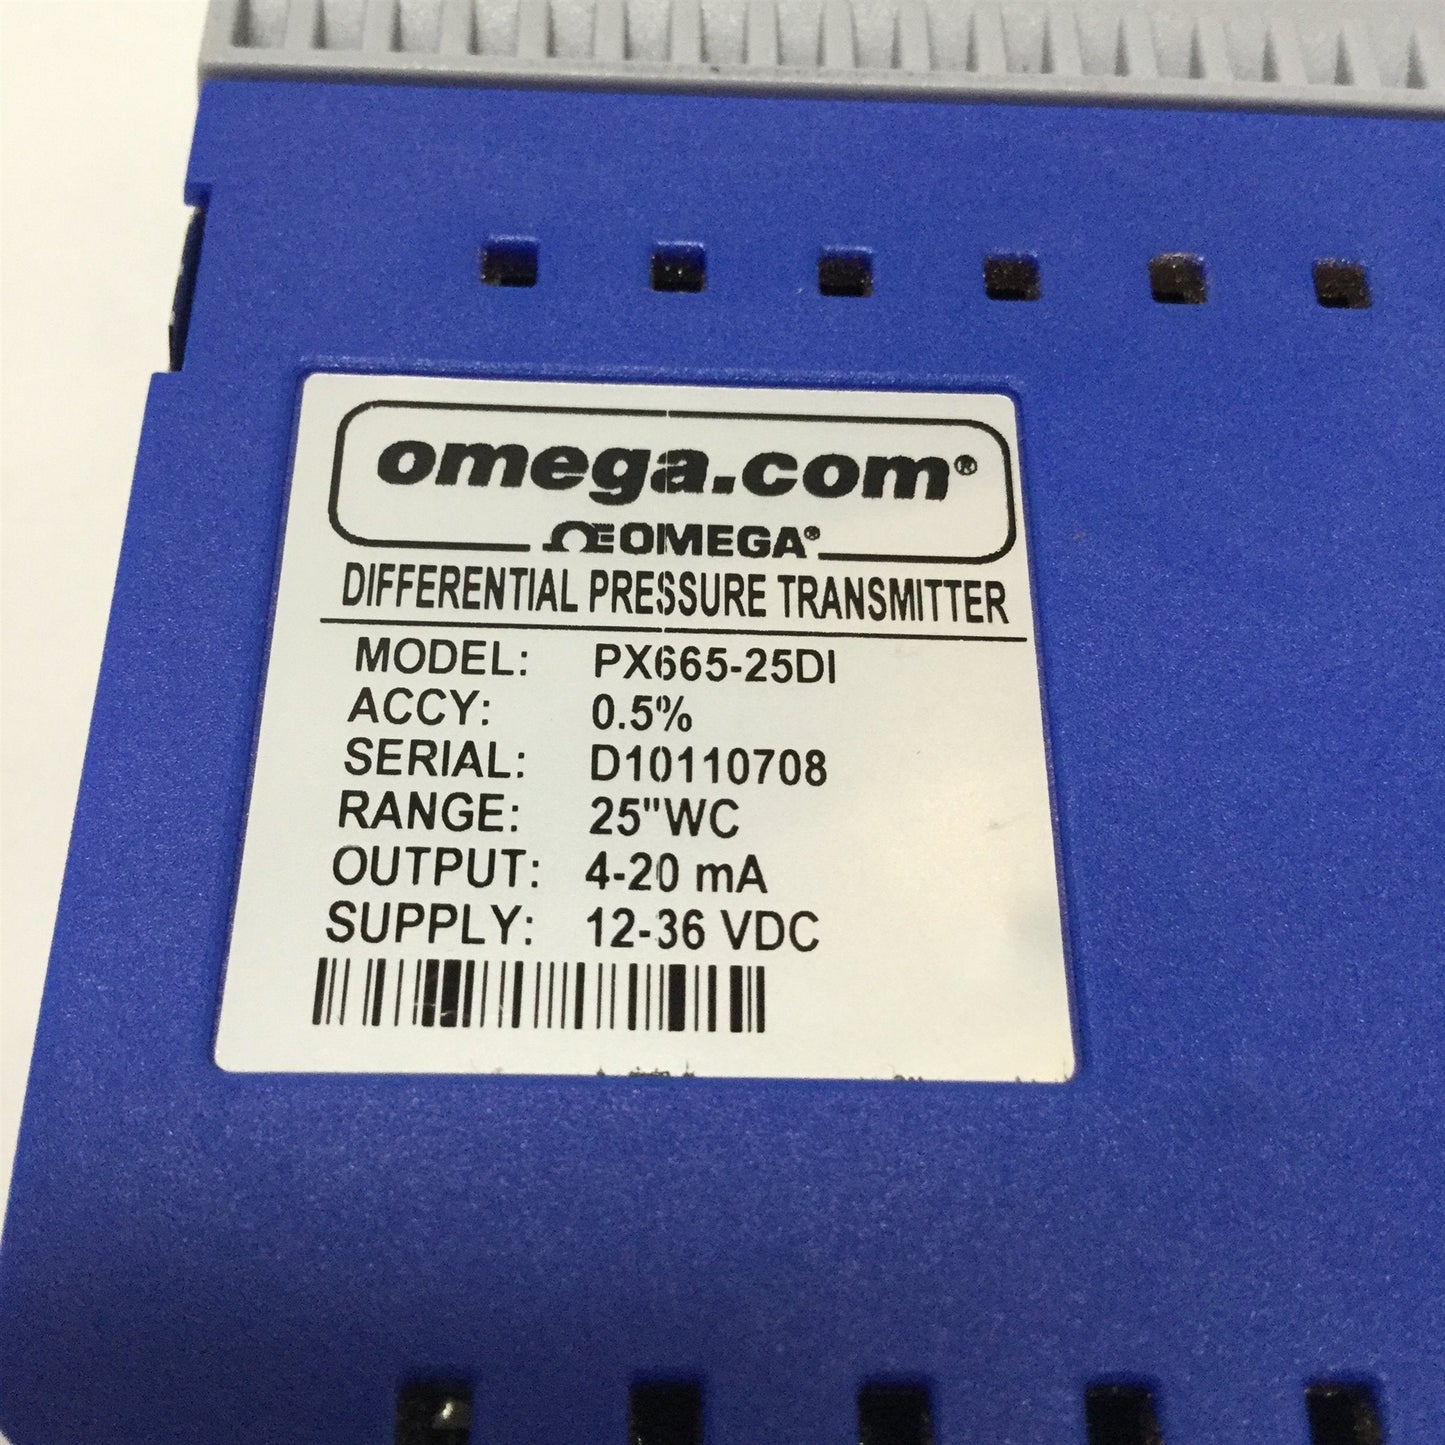 omega.com®
ΩEOMEGA®
DIFFERENTIAL PRESSURE TRANSMITTER
MODEL: PX665-25DI
ACCY: 0.5%
SERIAL: D10110708
RANGE: 25"WC
OUTPUT: 4-20 mA
SUPPLY: 12-36 VDC